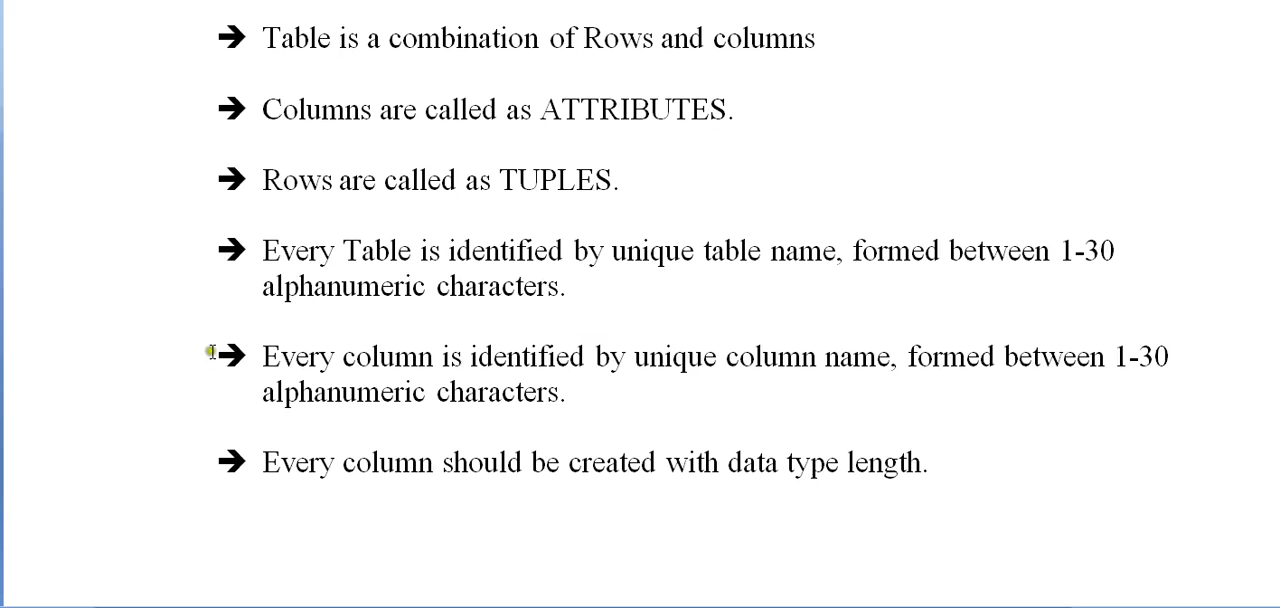 ➔ Table is a combination of Rows and columns
➔ Columns are called as ATTRIBUTES.
➔ Rows are called as TUPLES.
➔ Every Table is identified by unique table name, formed between 1-30
alphanumeric characters.
➔ Every column is identified by unique column name, formed between 1-30
alphanumeric characters.
➔ Every column should be created with data type length.